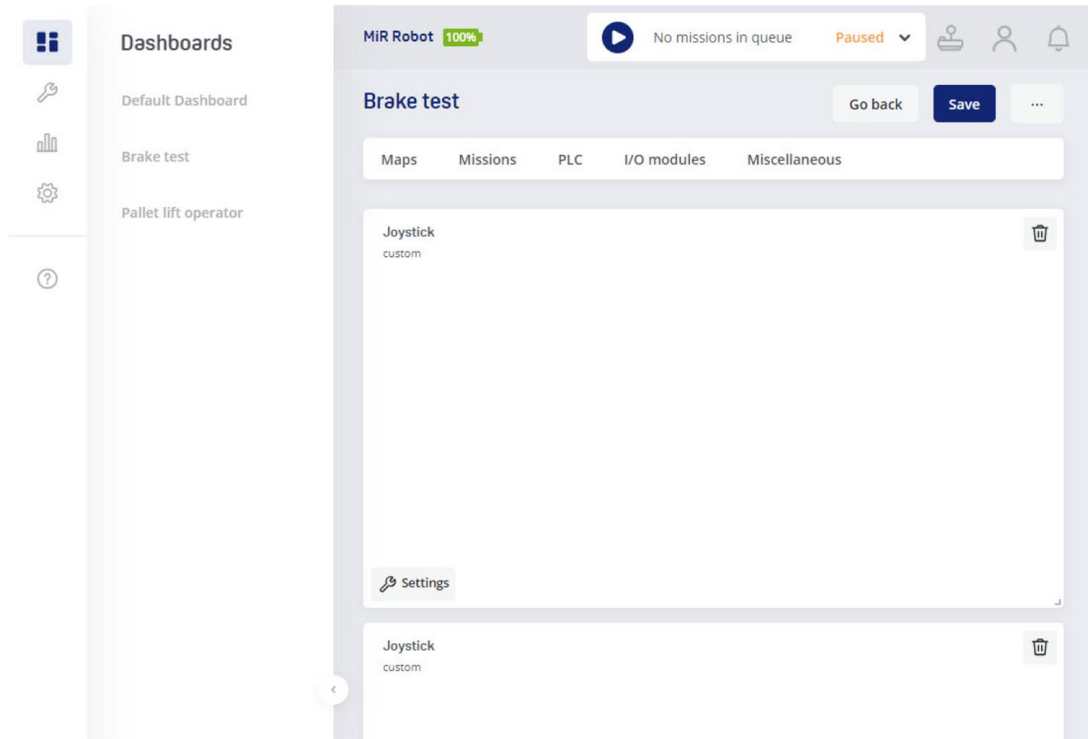 Dashboards
Default Dashboard
Brake test
Pallet lift operator
MiR Robot 100% No missions in queue Paused
Brake test Go back Save ...
Maps Missions PLC I/O modules Miscellaneous
Joystick
custom
Settings
Joystick
custom